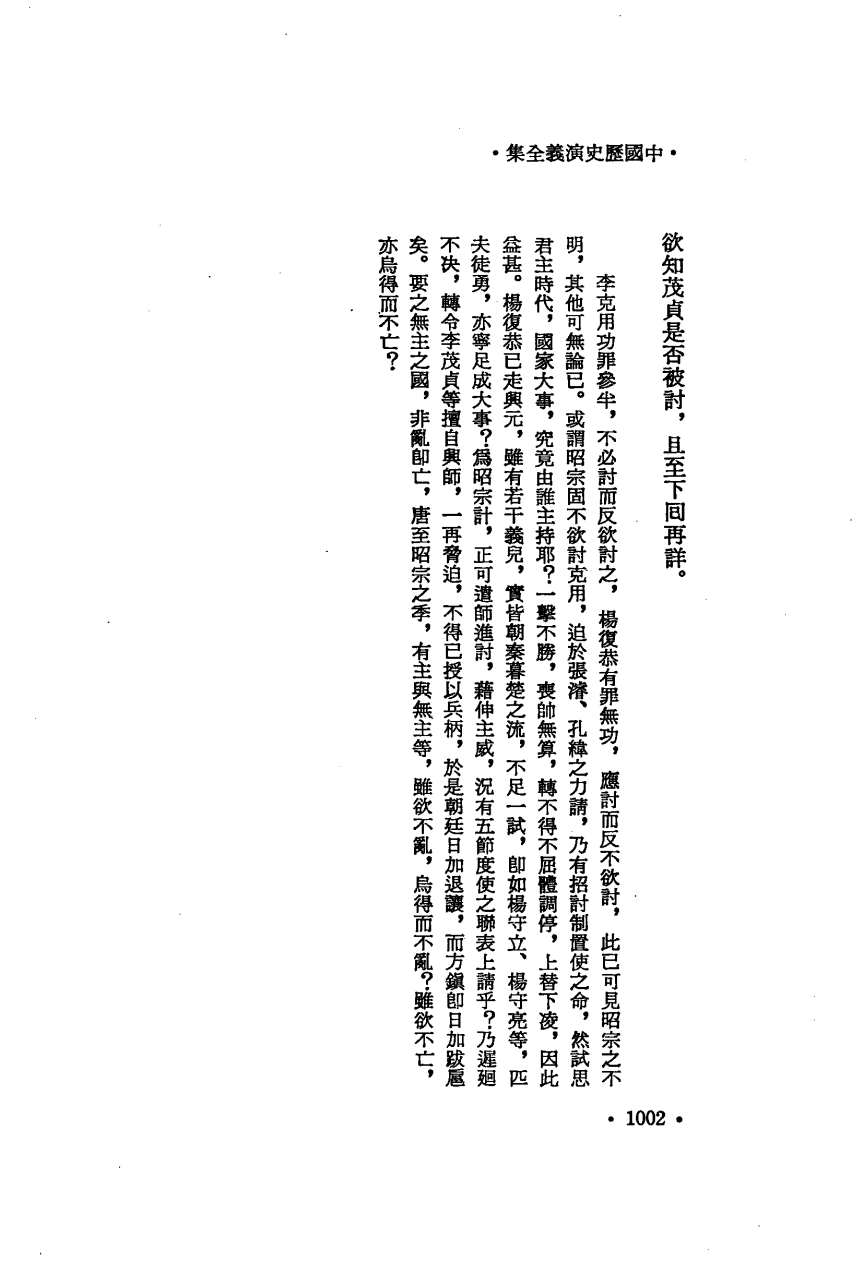 ·中國歷史演義全集·
欲知茂貞是否被討，且至下回再詳。
李克用功罪參半，不必討而反欲討之，楊復恭有罪無功，應討而反不欲討，此已可見昭宗之不
明，其他可無論已。或謂昭宗固不欲討克用，迫於張濬、孔緯之力請，乃有招討制置使之命，然試思
君主時代，國家大事，究竟由誰主持耶？一擊不勝，喪帥無算，轉不得不屈體調停，上替下凌，因此
益甚。楊復恭已走興元，雖有若干義兒，實皆朝秦暮楚之流，不足一試，卽如楊守立、楊守亮等，匹
夫徒勇，亦寧足成大事？爲昭宗計，正可遣師進討，藉伸主威，況有五節度使之聯表上請乎？乃遲廻
不决，轉令李茂貞等擅自興師，一再脅迫，不得已授以兵柄，於是朝廷日加退讓，而方鎭卽日加跋扈
矣。要之無主之國，非亂卽亡，唐至昭宗之季，有主與無主等，雖欲不亂，烏得而不亂？雖欲不亡，
亦烏得而不亡？
·1002·